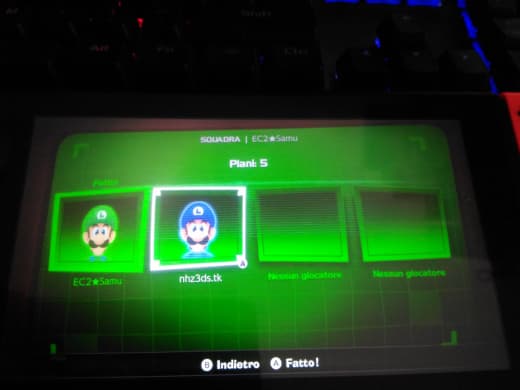 SQUADRA | EC2★Samu
Piani: 5
Fatto!
EC2★Samu
nhz3ds.tk
A
Nessun giocatore
Nessun giocatore
B Indietro A Fatto!